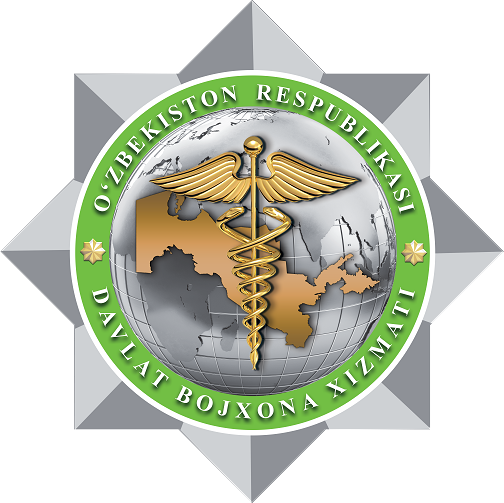 O‘ZBEKISTON RESPUBLIKASI
DAVLAT BOJXONA XIZMATI